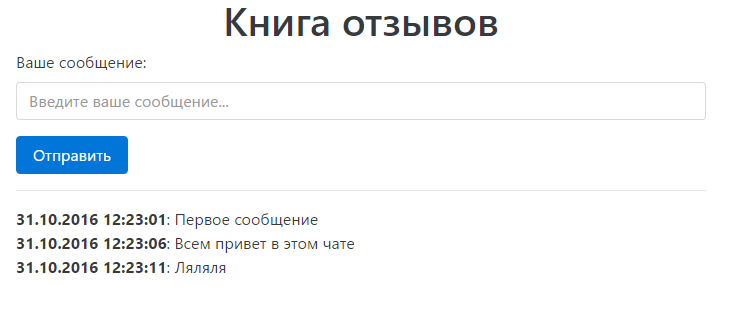 Книга отзывов
Ваше сообщение:
Введите ваше сообщение...
Отправить
31.10.2016 12:23:01: Первое сообщение
31.10.2016 12:23:06: Всем привет в этом чате
31.10.2016 12:23:11: Ляляля